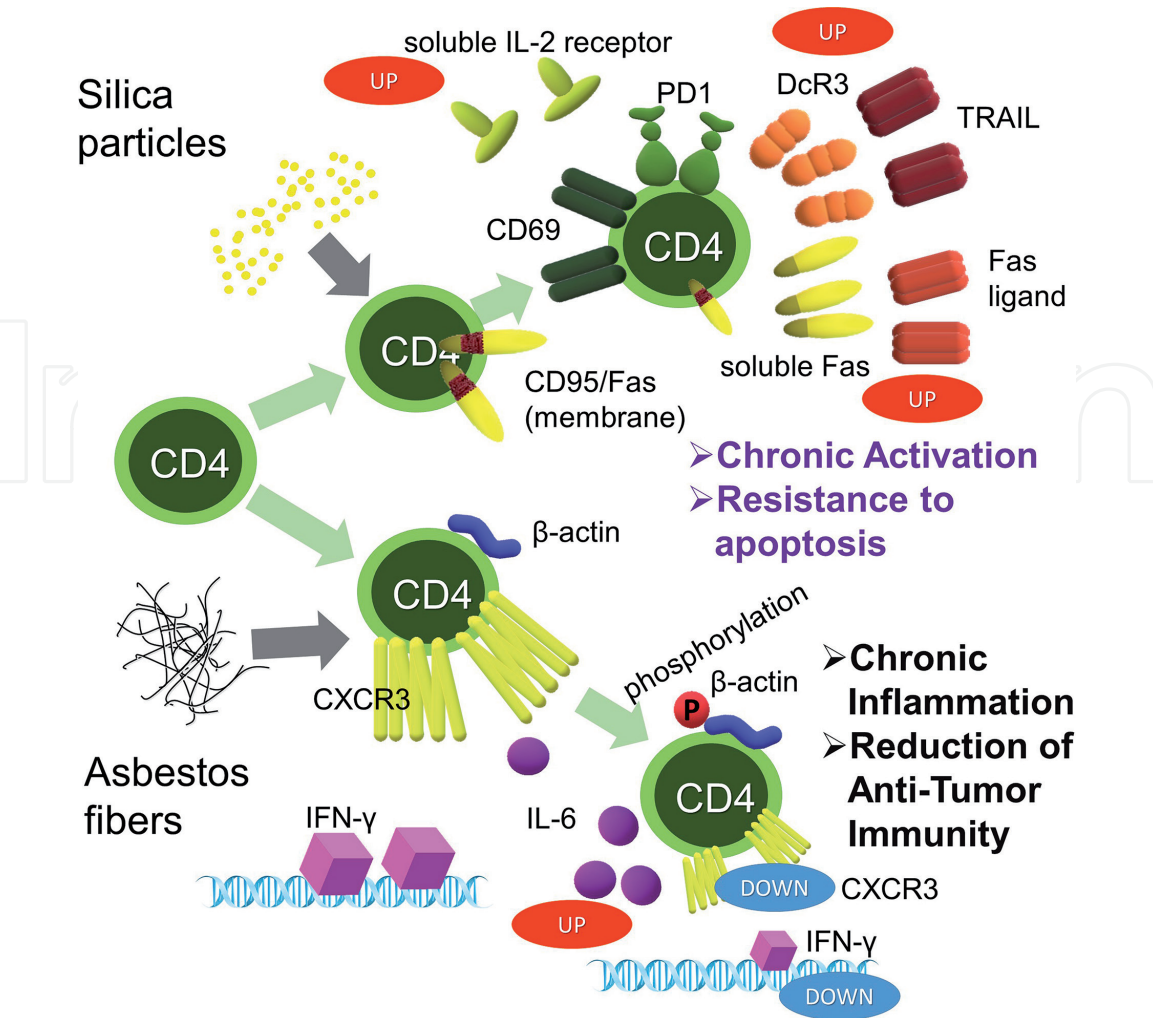 UP
soluble IL-2 receptor
UP
Silica
particles
PD1
DcR3
TRAIL
CD69
CD4
Fas
ligand
CD4
CD95/Fas
(membrane)
soluble Fas
UP
CD4
➢Chronic Activation
➢Resistance to
apoptosis
β-actin
CD4
CXCR3
phosphorylation
P
β-actin
➢Chronic
Inflammation
➢Reduction of
Anti-Tumor
Immunity
Asbestos
fibers
IFN-γ
IL-6
CD4
DOWN
CXCR3
UP
IFN-γ
DOWN